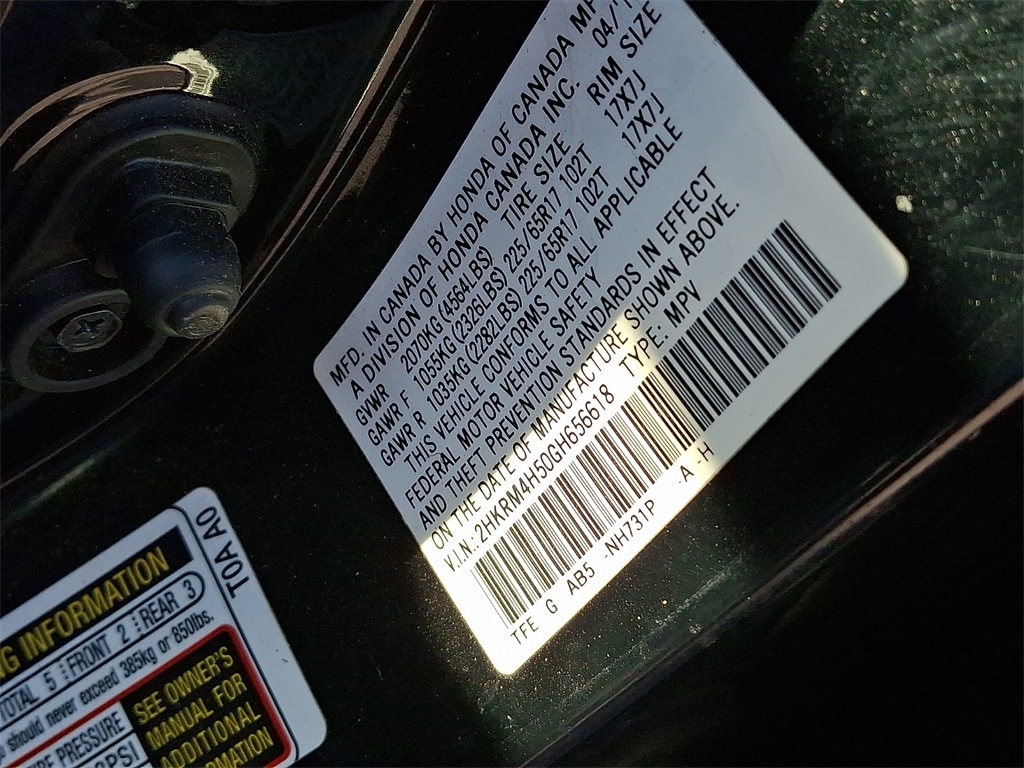 MFD. IN CANADA BY HONDA OF CANADA MFG
A DIVISION OF HONDA CANADA INC. 04/
GVWR 2070KG(4564LBS) TIRE SIZE RIM SIZE
GAWR F 1055KG(2326LBS) 225/65R17 102T 17X7J
GAWR R 1035KG(2282LBS) 225/65R17 102T 17X7J
THIS VEHICLE CONFORMS TO ALL APPLICABLE
FEDERAL MOTOR VEHICLE SAFETY
AND THEFT PREVENTION STANDARDS IN EFFECT
ON THE DATE OF MANUFACTURE SHOWN ABOVE.
V.I.N.: 2HKRM4H50GH656618 TYPE: MPV
TFE G AB5 -NH731P -A -H
INFORMATION
T0A A0
TOTAL 5 FRONT 2 REAR 3
should never exceed 385kg or 850lbs.
PRESSURE
PSI
SEE OWNER'S
MANUAL FOR
ADDITIONAL